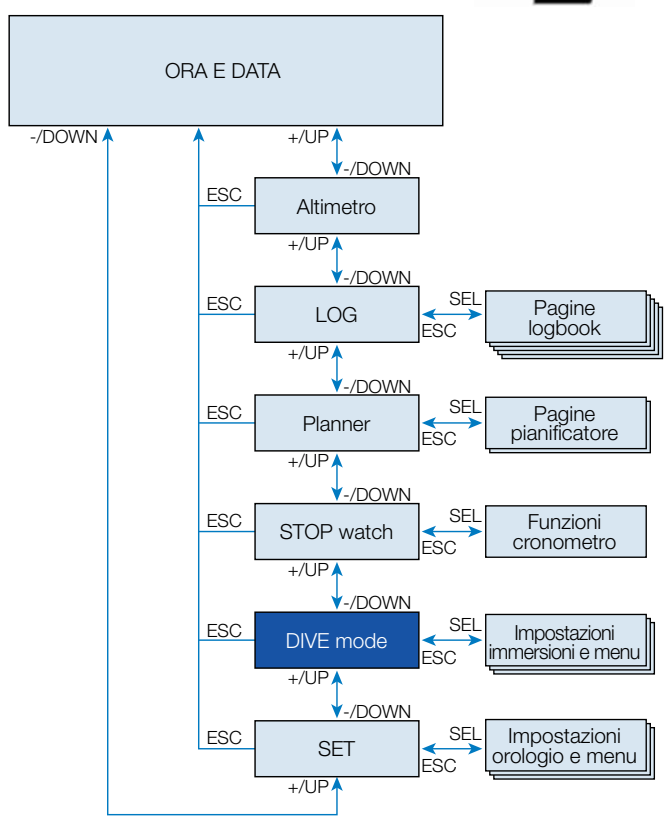 ORA E DATA
-/DOWN
+/UP
-/DOWN
ESC
Altimetro
+/UP
-/DOWN
ESC
LOG
SEL
ESC
Pagine
logbook
+/UP
-/DOWN
ESC
Planner
SEL
ESC
Pagine
pianificatore
+/UP
-/DOWN
ESC
STOP watch
SEL
ESC
Funzioni
cronometro
+/UP
-/DOWN
ESC
DIVE mode
SEL
ESC
Impostazioni
immersioni e menu
+/UP
-/DOWN
ESC
SET
SEL
ESC
Impostazioni
orologio e menu
+/UP